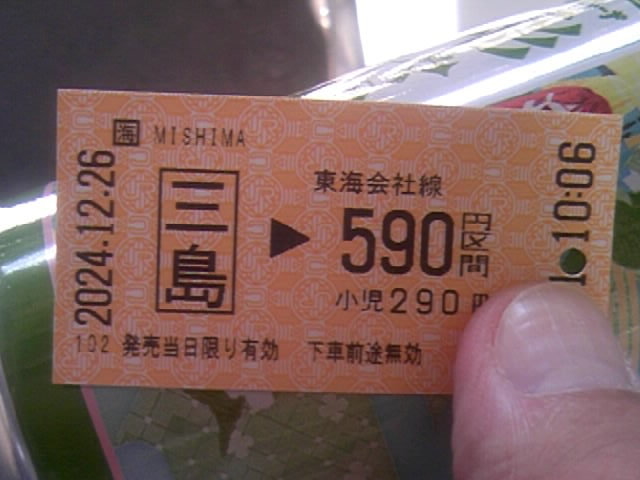 海 MISHIMA
2024.12.26
三島
▶
東海会社線
590円区間
小児290円
10:06
102 発売当日限り有効 下車前途無効